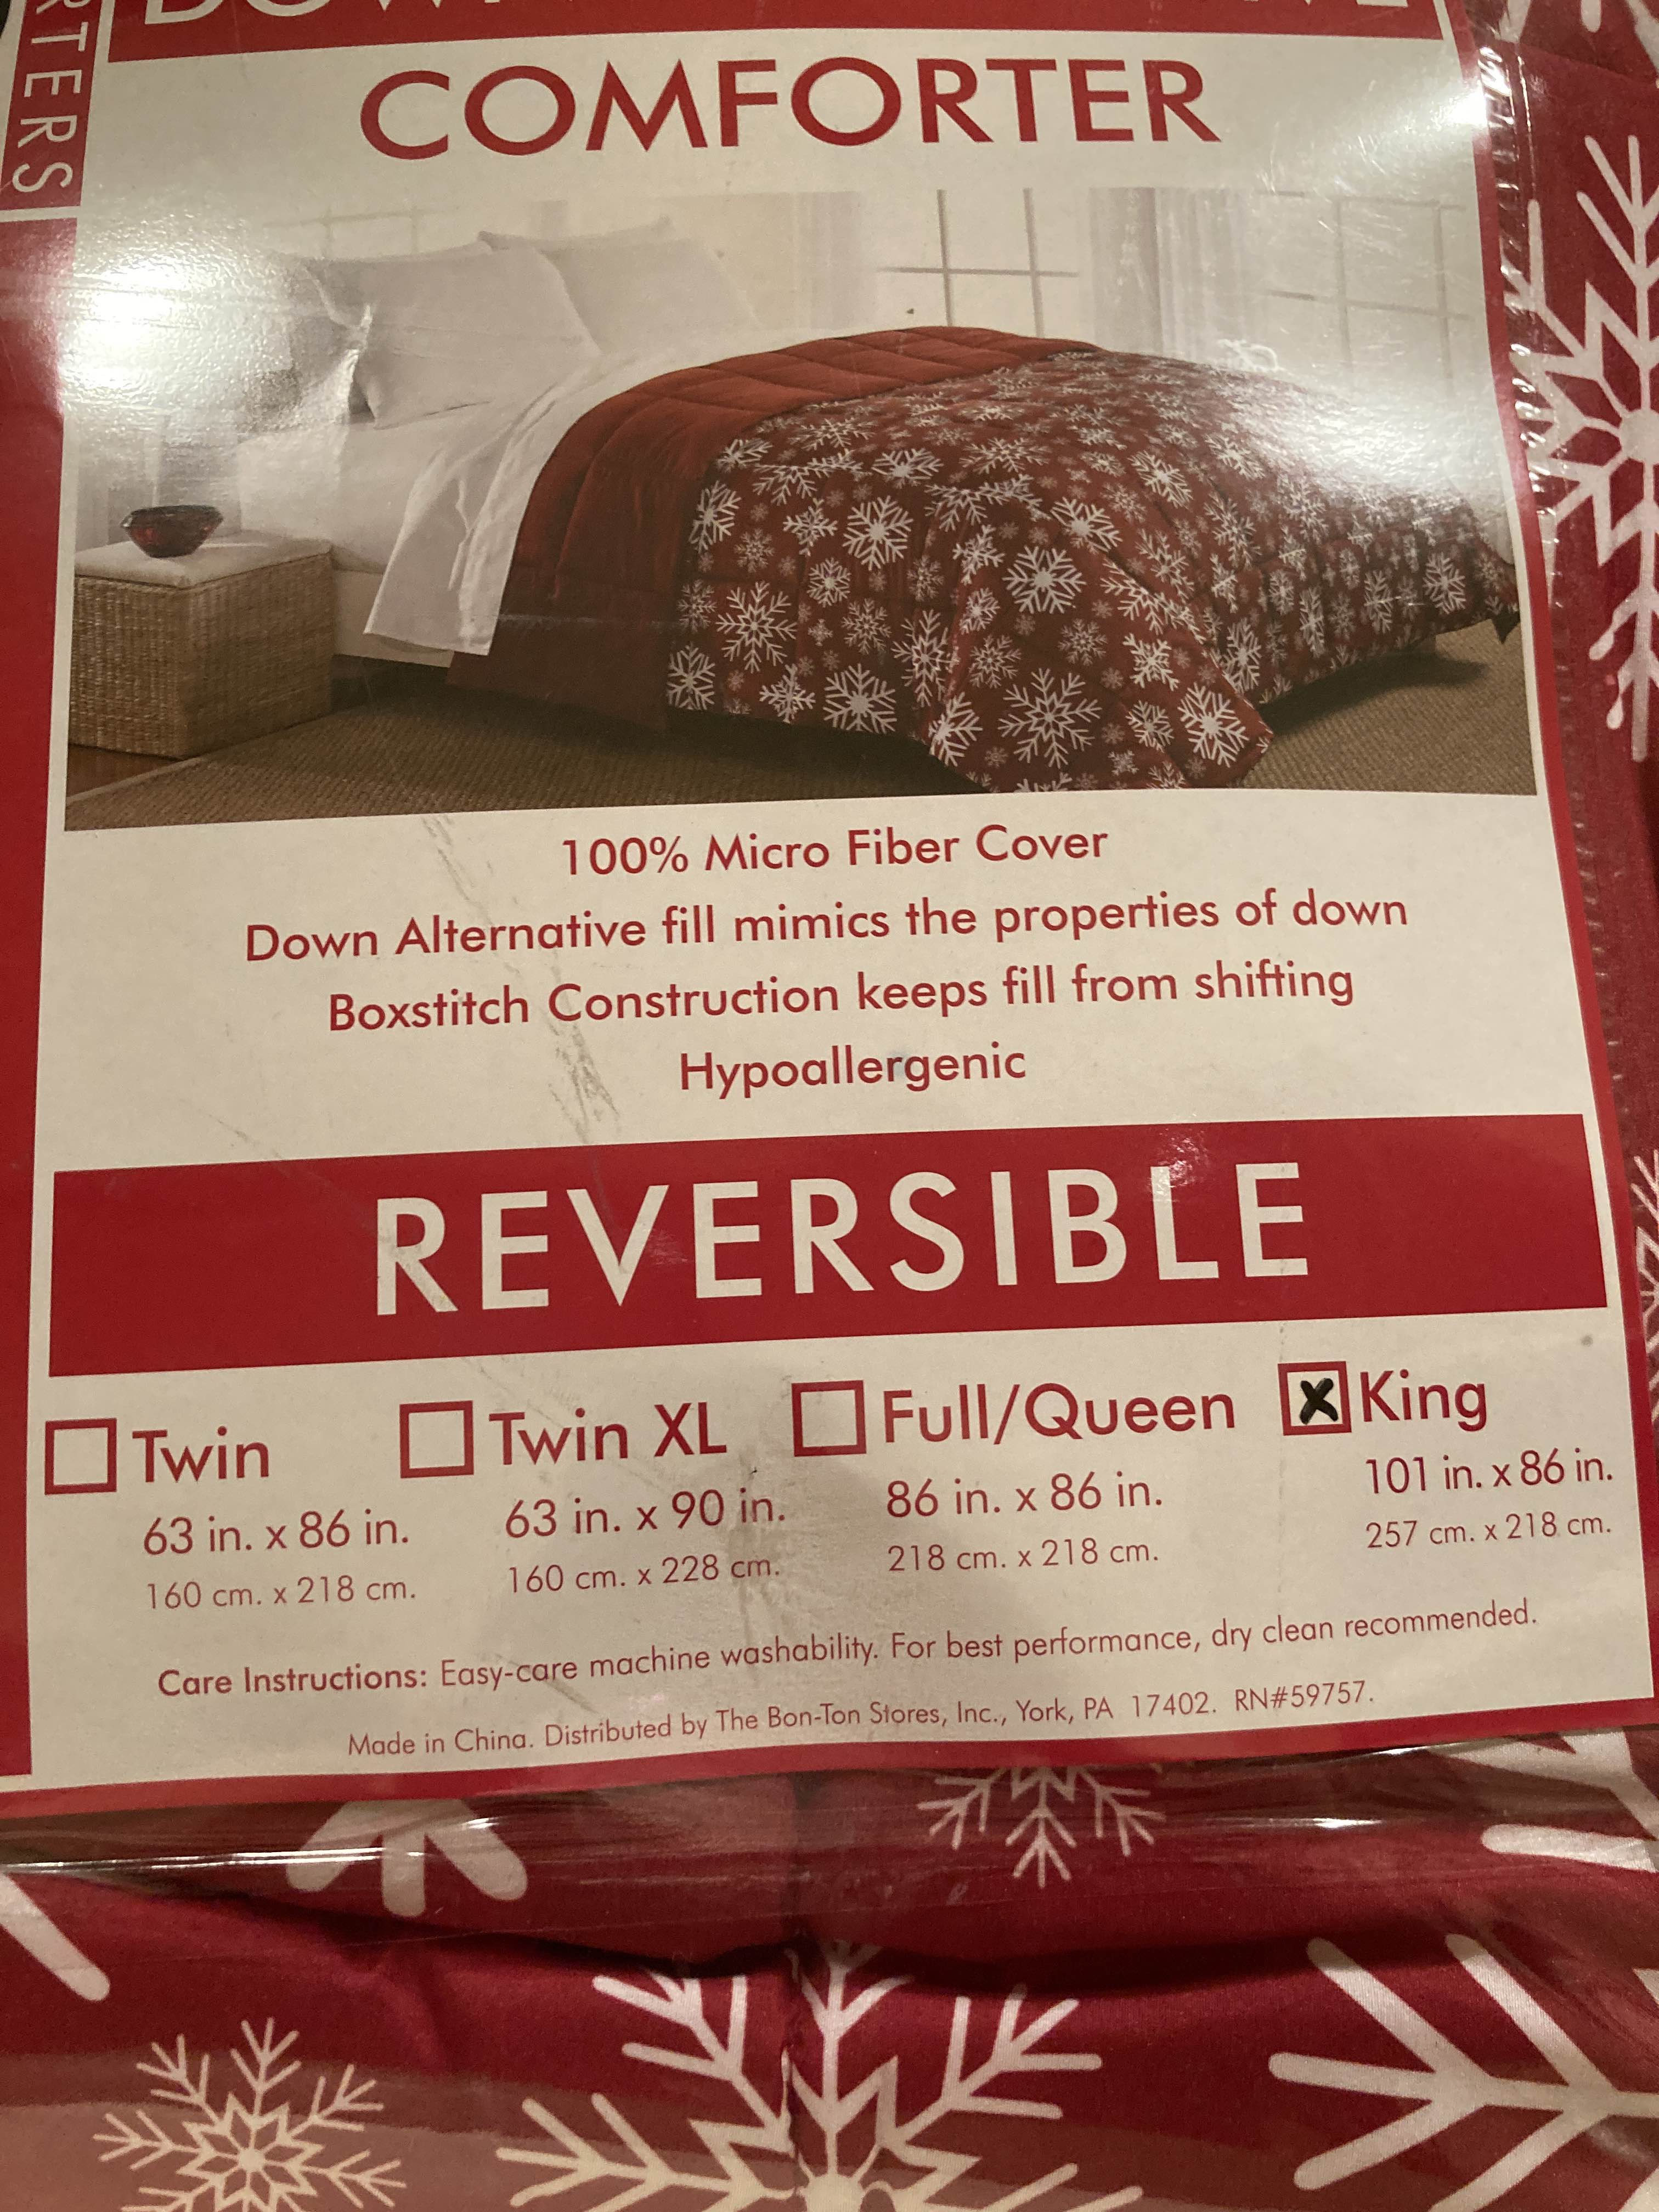 COMFORTER
100% Micro Fiber Cover
Down Alternative fill mimics the properties of down
Boxstitch Construction keeps fill from shifting
Hypoallergenic
REVERSIBLE
Twin
63 in. x 86 in.
160 cm. x 218 cm.
Twin XL
63 in. x 90 in.
160 cm. x 228 cm.
Full/Queen
86 in. x 86 in.
218 cm. x 218 cm.
X King
101 in. x 86 in.
257 cm. x 218 cm.
Care Instructions: Easy-care machine washability. For best performance, dry clean recommended.
Made in China. Distributed by The Bon-Ton Stores, Inc., York, PA 17402. RN#59757.